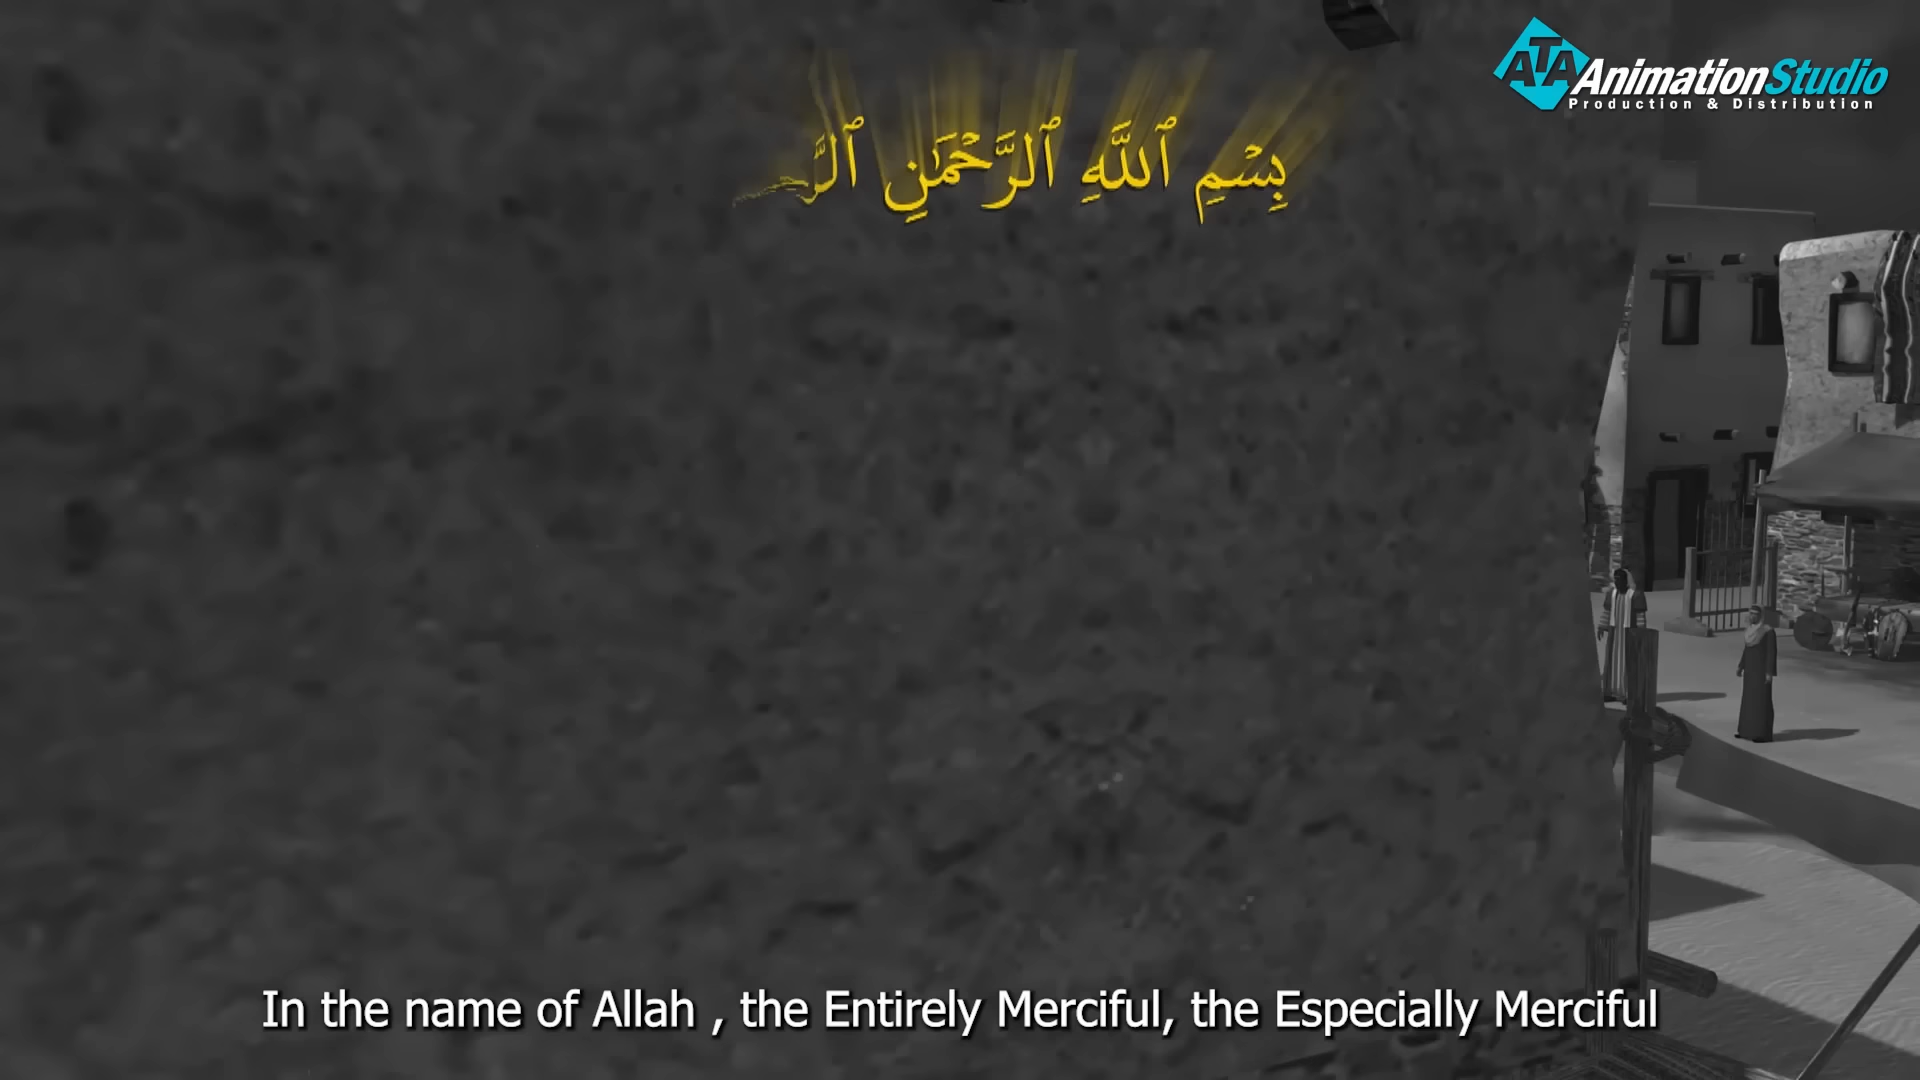 ATA AnimationStudio
Production & Distribution
بِسْمِ ٱللَّهِ ٱلرَّحْمَٰنِ
In the name of Allah , the Entirely Merciful, the Especially Merciful